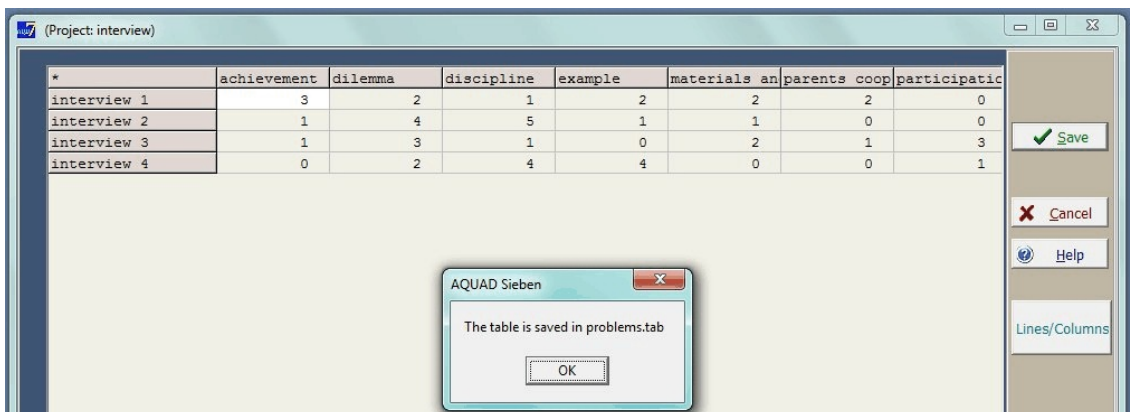 (Project: interview)
* achievement dilemma discipline example materials an parents coop participatic
interview 1 3 2 1 2 2 2 0
interview 2 1 4 5 1 1 0 0
interview 3 1 3 1 0 2 1 3
interview 4 0 2 4 4 0 0 1
Save
Cancel
Help
Lines/Columns
AQUAD Sieben
The table is saved in problems.tab
OK